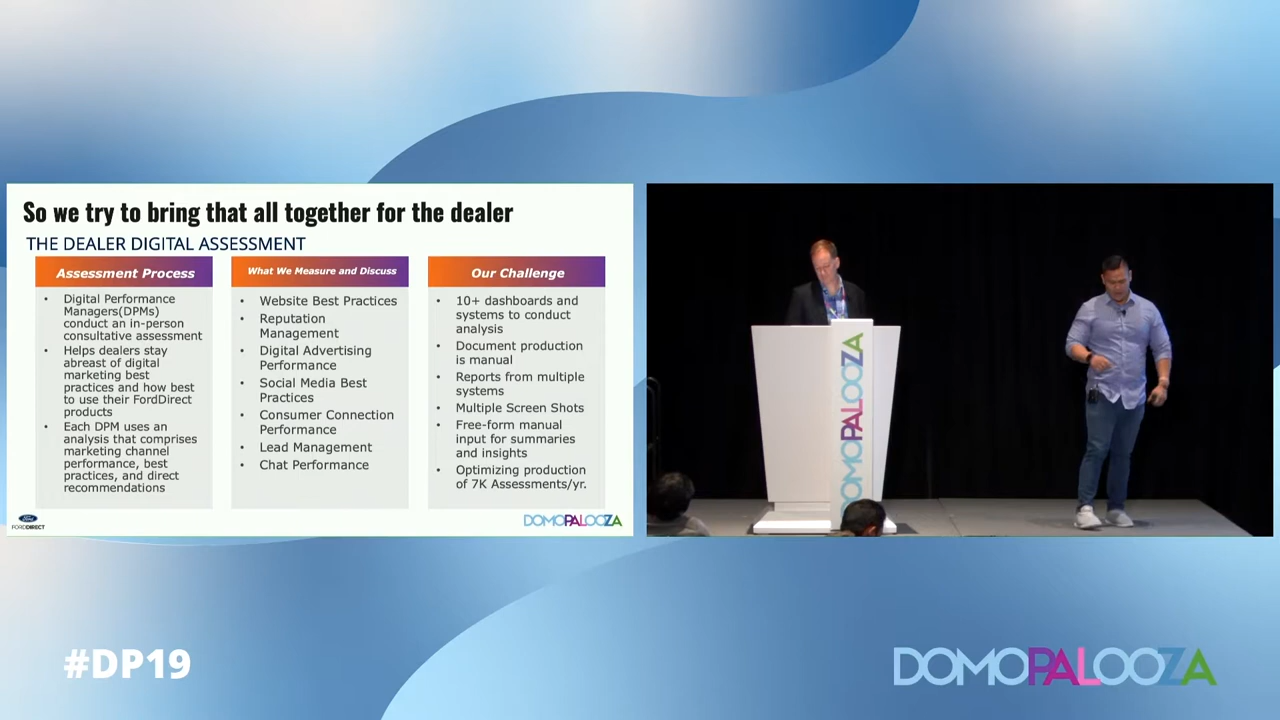 So we try to bring that all together for the dealer
THE DEALER DIGITAL ASSESSMENT
Assessment Process
• Digital Performance
Managers(DPMs)
conduct an in-person
consultative assessment
• Helps dealers stay
abreast of digital
marketing best
practices and how best
to use their FordDirect
products
• Each DPM uses an
analysis that comprises
marketing channel
performance, best
practices, and direct
recommendations
What We Measure and Discuss
• Website Best Practices
• Reputation
Management
• Digital Advertising
Performance
• Social Media Best
Practices
• Consumer Connection
Performance
• Lead Management
• Chat Performance
Our Challenge
• 10+ dashboards and
systems to conduct
analysis
• Document production
is manual
• Reports from multiple
systems
• Multiple Screen Shots
• Free-form manual
input for summaries
and insights
• Optimizing production
of 7K Assessments/yr.
Ford
FORDDIRECT
DOMOPALOOZA
DOMOPALOOZA
#DP19
DOMOPALOOZA